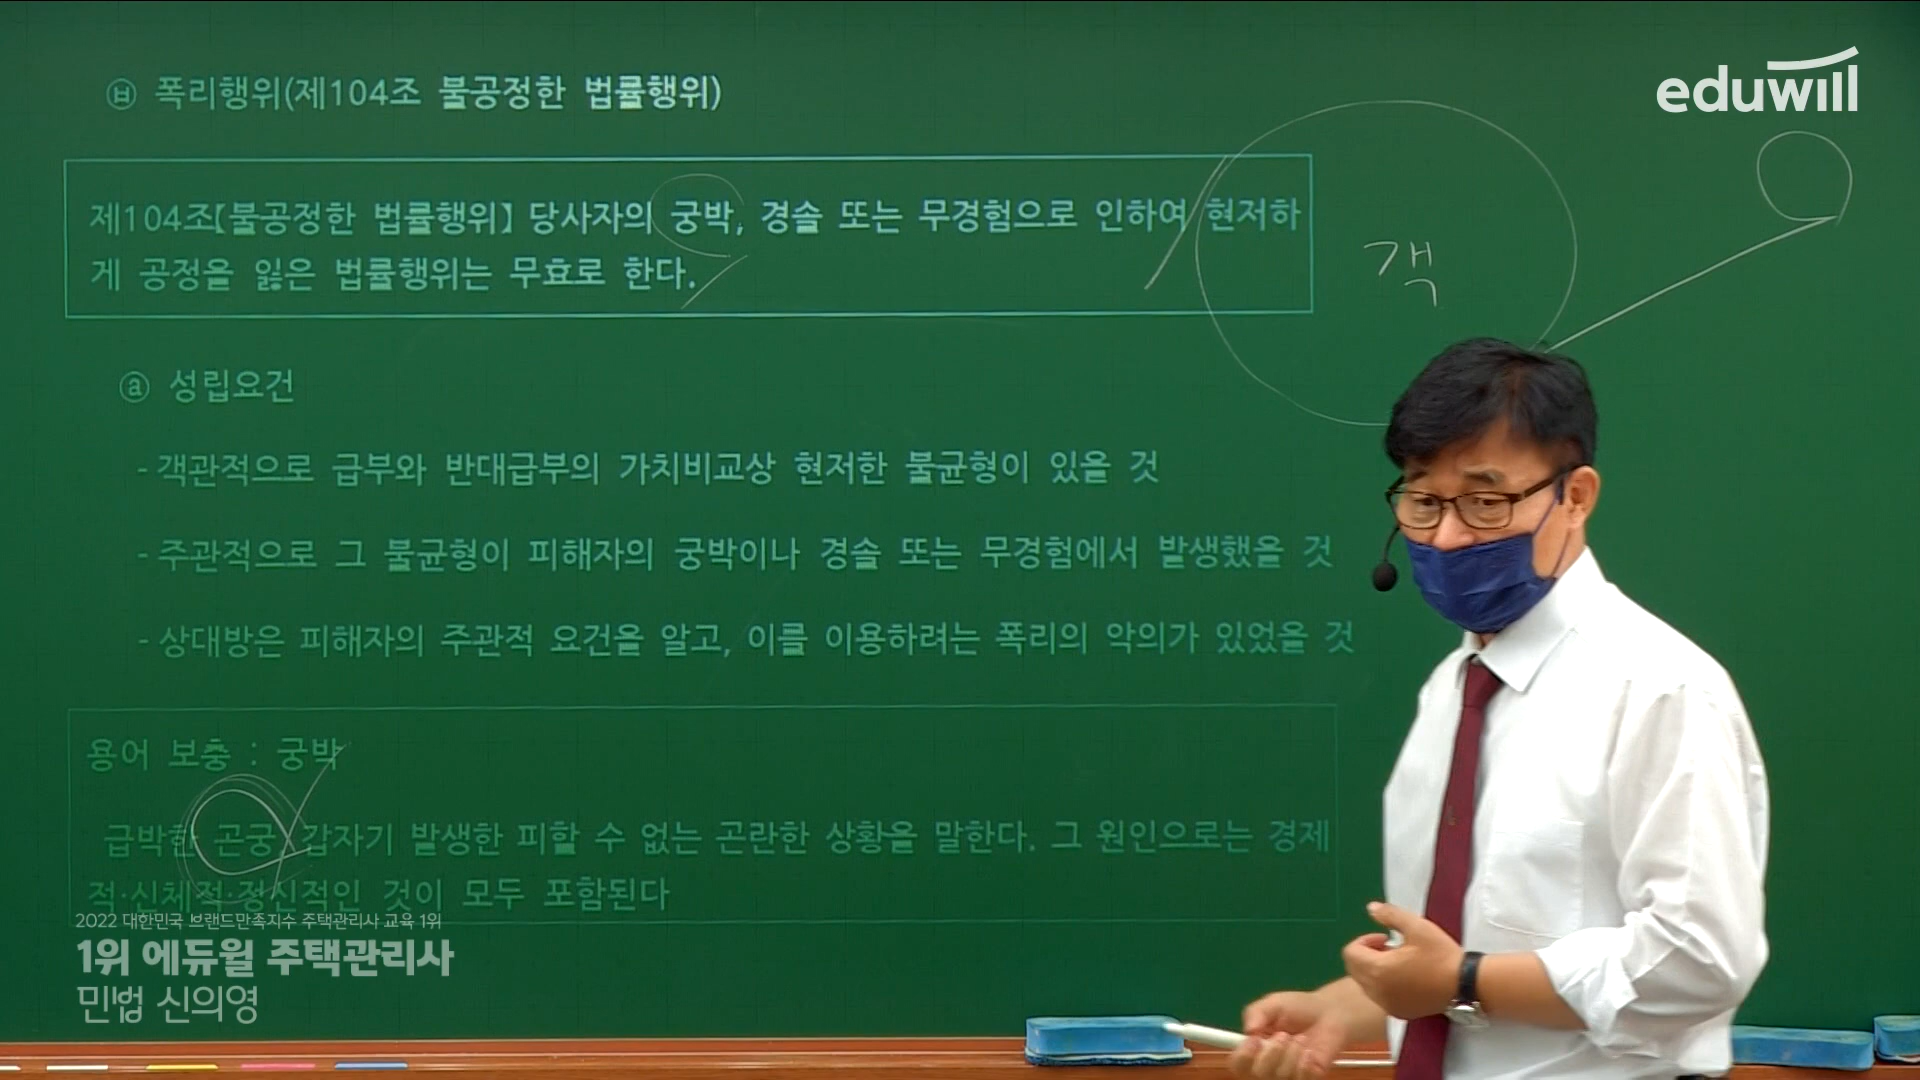 ⓗ 폭리행위(제104조 불공정한 법률행위)
eduwill
제104조【불공정한 법률행위】 당사자의 궁박, 경솔 또는 무경험으로 인하여 현저하
게 공정을 잃은 법률행위는 무효로 한다.
객
ⓐ 성립요건
- 객관적으로 급부와 반대급부의 가치비교상 현저한 불균형이 있을 것
- 주관적으로 그 불균형이 피해자의 궁박이나 경솔 또는 무경험에서 발생했을 것
- 상대방은 피해자의 주관적 요건을 알고, 이를 이용하려는 폭리의 악의가 있었을 것
용어 보충 : 궁박
급박한 곤궁, 갑자기 발생한 피할 수 없는 곤란한 상황을 말한다. 그 원인으로는 경제
적·신체적·정신적인 것이 모두 포함된다
2022 대한민국 브랜드만족지수 주택관리사 교육 1위
1위 에듀윌 주택관리사
민법 신의영